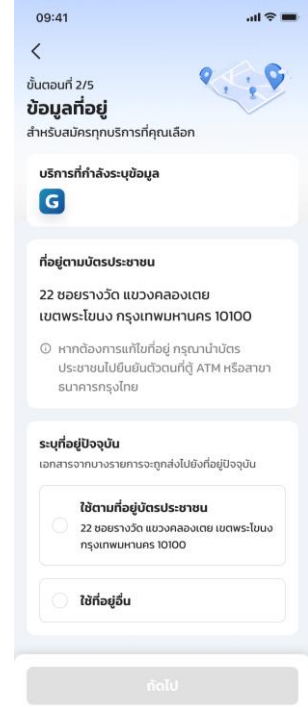 09:41
ขั้นตอนที่ 2/5
ข้อมูลที่อยู่
สำหรับสมัครทุกบริการที่คุณเลือก
บริการที่กำลังระบุข้อมูล
G
ที่อยู่ตามบัตรประชาชน
22 ซอยรางวัด แขวงคลองเตย
เขตพระโขนง กรุงเทพมหานคร 10100
หากต้องการแก้ไขที่อยู่ กรุณานำบัตร
ประชาชนไปยืนยันตัวตนที่ตู้ ATM หรือสาขา
ธนาคารกรุงไทย
ระบุที่อยู่ปัจจุบัน
เอกสารจากบางรายการจะถูกส่งไปยังที่อยู่ปัจจุบัน
ใช้ตามที่อยู่บัตรประชาชน
22 ซอยรางวัด แขวงคลองเตย เขตพระโขนง
กรุงเทพมหานคร 10100
ใช้ที่อยู่อื่น
ถัดไป